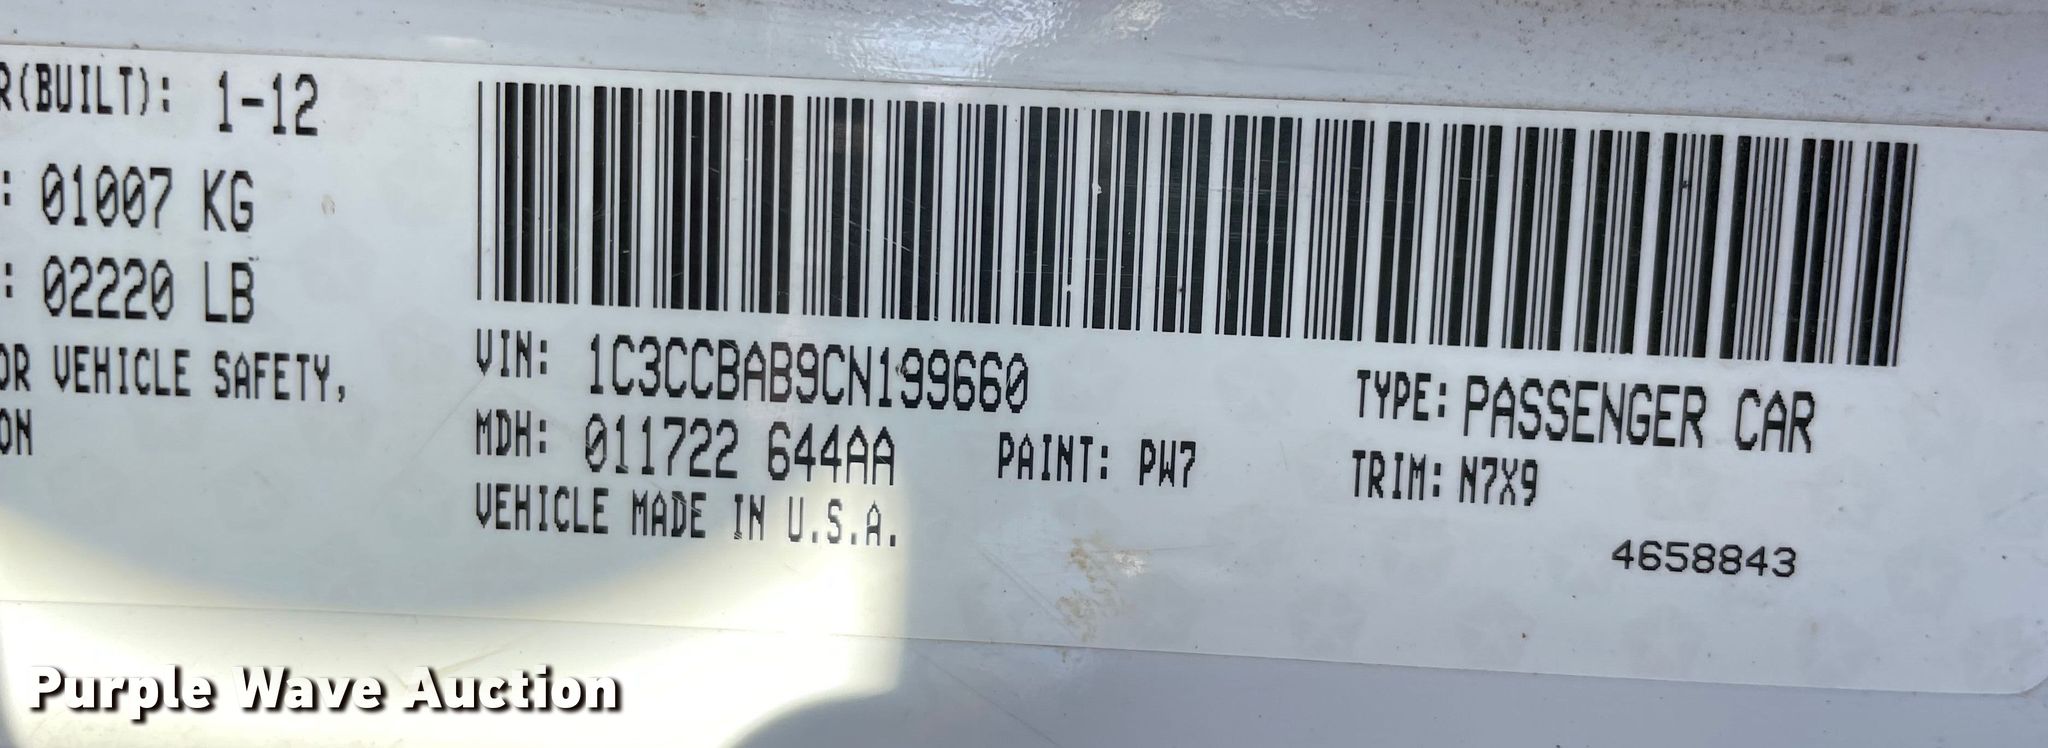 R(BUILT): 1-12
: 01007 KG
: 02220 LB
OR VEHICLE SAFETY,
ON
VIN: 1C3CCBAB9CN199660
TYPE: PASSENGER CAR
MDH: 011722 644AA PAINT: PW7
TRIM: N7X9
VEHICLE MADE IN U.S.A.
4658843
Purple Wave Auction